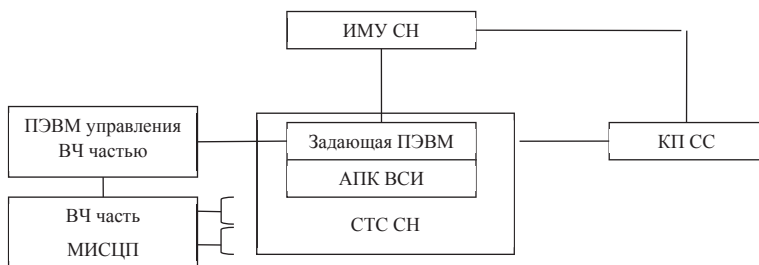 ИМУ СН
ПЭВМ управления
ВЧ частью
Задающая ПЭВМ
КП СС
АПК ВСИ
ВЧ часть
СТС СН
МИСЦП